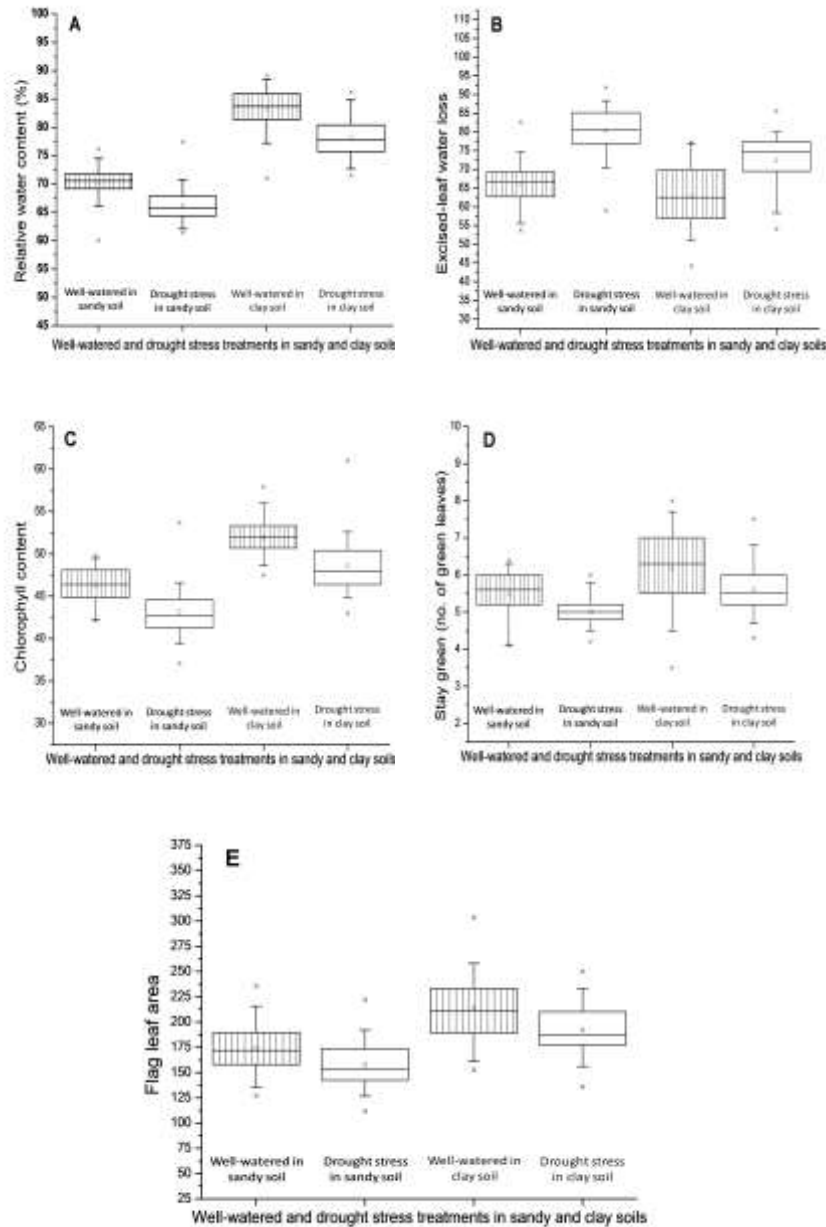 A
Relative water content (%)
100
95
90
85
80
75
70
65
60
55
50
45
Well-watered in
sandy soil
Drought stress
in sandy soil
Well-watered in
clay soil
Drought stress
in clay soil
Well-watered and drought stress treatments in sandy and clay soils
B
Excised-leaf water loss
110
105
100
95
90
85
80
75
70
65
60
55
50
45
40
35
30
Well-watered in
sandy soil
Drought stress
in sandy soil
Well-watered in
clay soil
Drought stress
in clay soil
Well-watered and drought stress treatments in sandy and clay soils
C
Chlorophyll content
65
60
55
50
45
40
35
30
Well-watered in
sandy soil
Drought stress
in sandy soil
Well-watered in
clay soil
Drought stress
in clay soil
Well-watered and drought stress treatments in sandy and clay soils
D
Stay green (no. of green leaves)
10
9
8
7
6
5
4
3
2
Well-watered in
sandy soil
Drought stress
in sandy soil
Well-watered in
clay soil
Drought stress
in clay soil
Well-watered and drought stress treatments in sandy and clay soils
E
Flag leaf area
375
350
325
300
275
250
225
200
175
150
125
100
75
50
25
Well-watered in
sandy soil
Drought stress
in sandy soil
Well-watered in
clay soil
Drought stress
in clay soil
Well-watered and drought stress treatments in sandy and clay soils